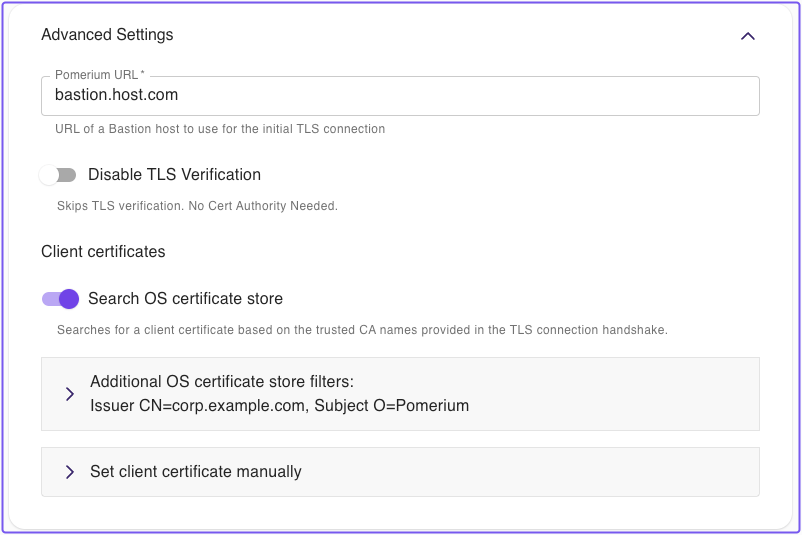 Advanced Settings
Pomerium URL *
bastion.host.com
URL of a Bastion host to use for the initial TLS connection
Disable TLS Verification
Skips TLS verification. No Cert Authority Needed.
Client certificates
Search OS certificate store
Searches for a client certificate based on the trusted CA names provided in the TLS connection handshake.
Additional OS certificate store filters:
Issuer CN=corp.example.com, Subject O=Pomerium
Set client certificate manually